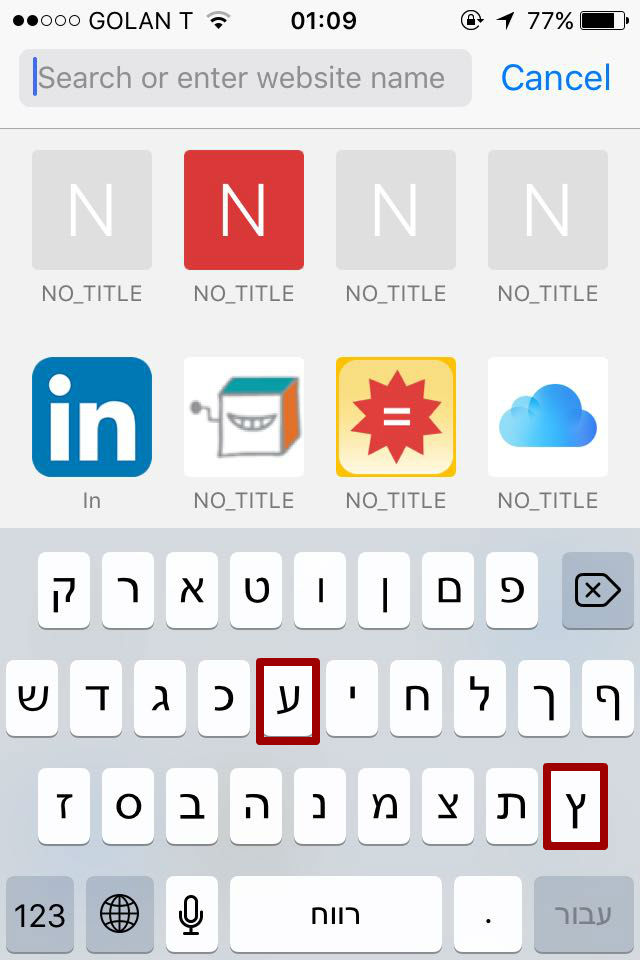 GOLAN T 01:09 77%
Search or enter website name Cancel
N N N N
NO_TITLE NO_TITLE NO_TITLE NO_TITLE
in =
In NO_TITLE NO_TITLE NO_TITLE
ק ר א ט ו ן ם פ
ש ד ג כ ע י ח ל ך ף
ז ס ב ה נ מ צ ת ץ
123 רווח . עבור